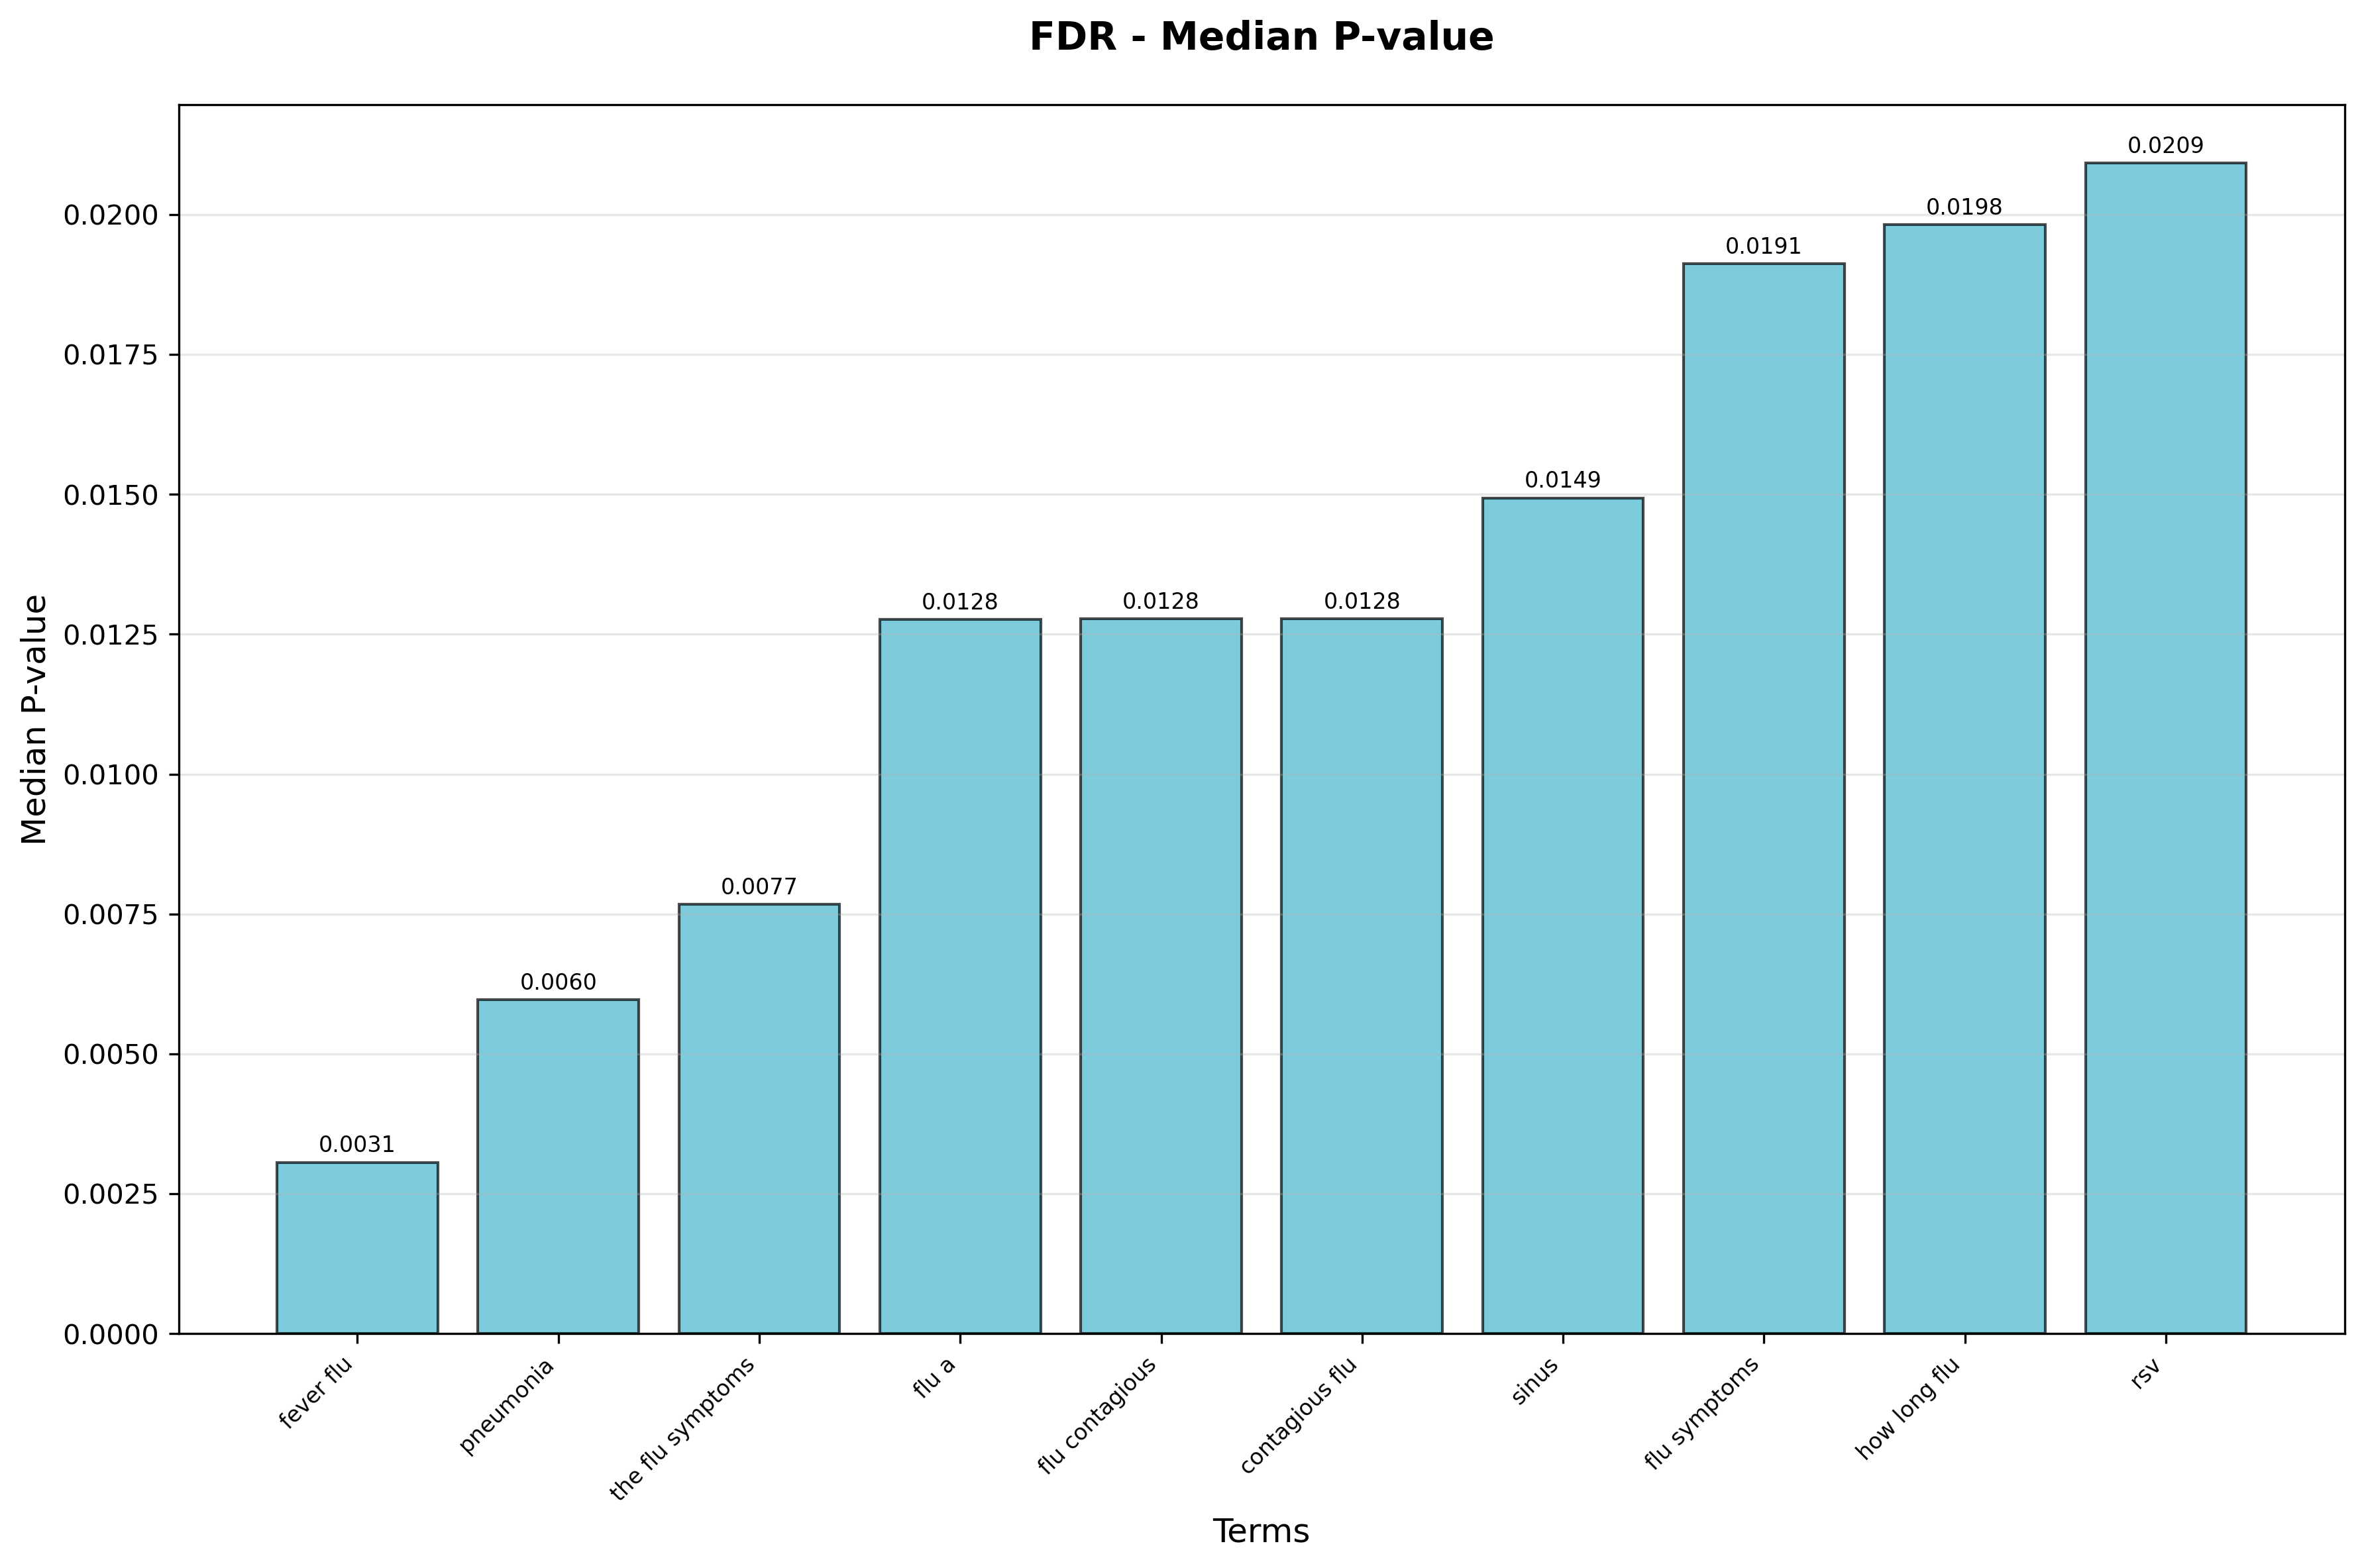 FDR - Median P-value
Median P-value
0.0200
0.0175
0.0150
0.0125
0.0100
0.0075
0.0050
0.0025
0.0000
0.0031
0.0060
0.0077
0.0128
0.0128
0.0128
0.0149
0.0191
0.0198
0.0209
fever flu
pneumonia
the flu symptoms
flu a
flu contagious
contagious flu
sinus
flu symptoms
how long flu
rsv
Terms